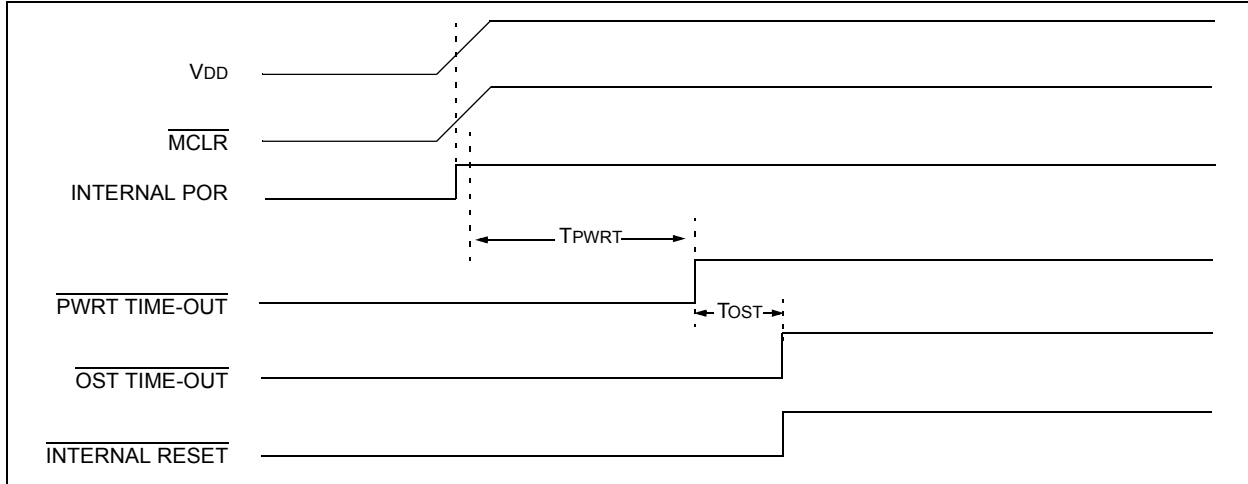 VDD
MCLR
INTERNAL POR
TPWRT
PWRT TIME-OUT
TOST
OST TIME-OUT
INTERNAL RESET